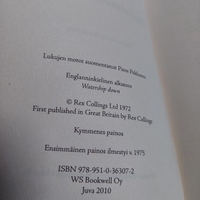 Lukujen motot suomentanut Panu Pekkanen
Englanninkielinen alkuteos
Watership down
© Rex Collings Ltd 1972
First published in Great Britain by Rex Collings
Kymmenes painos
Ensimmäinen painos ilmestyi v. 1975
ISBN 978-951-0-36307-2
WS Bookwell Oy
Juva 2010